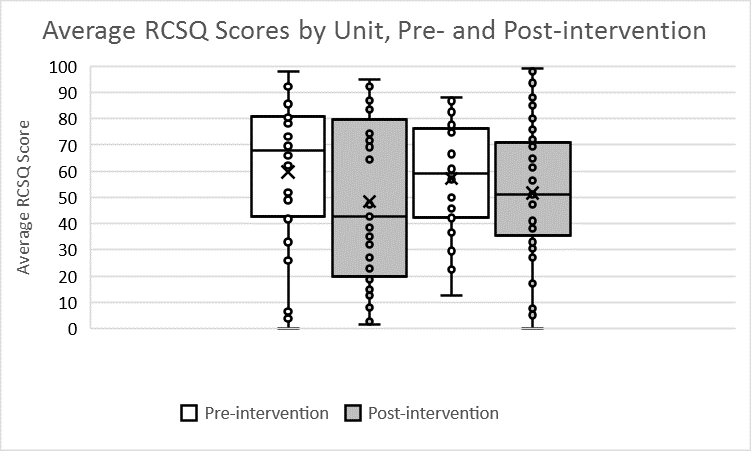 Average RCSQ Scores by Unit, Pre- and Post-intervention
Average RCSQ Score
100
90
80
70
60
50
40
30
20
10
0
Pre-intervention
Post-intervention